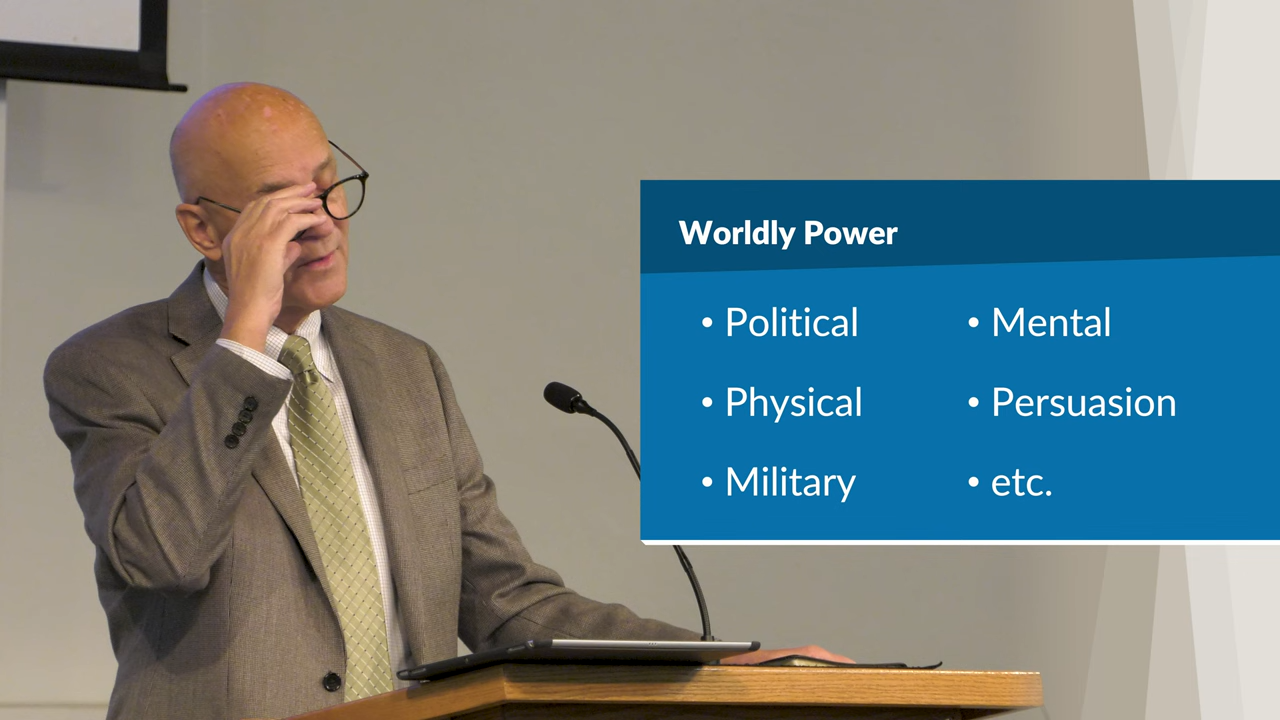 Worldly Power
• Political
• Physical
• Military
• Mental
• Persuasion
• etc.